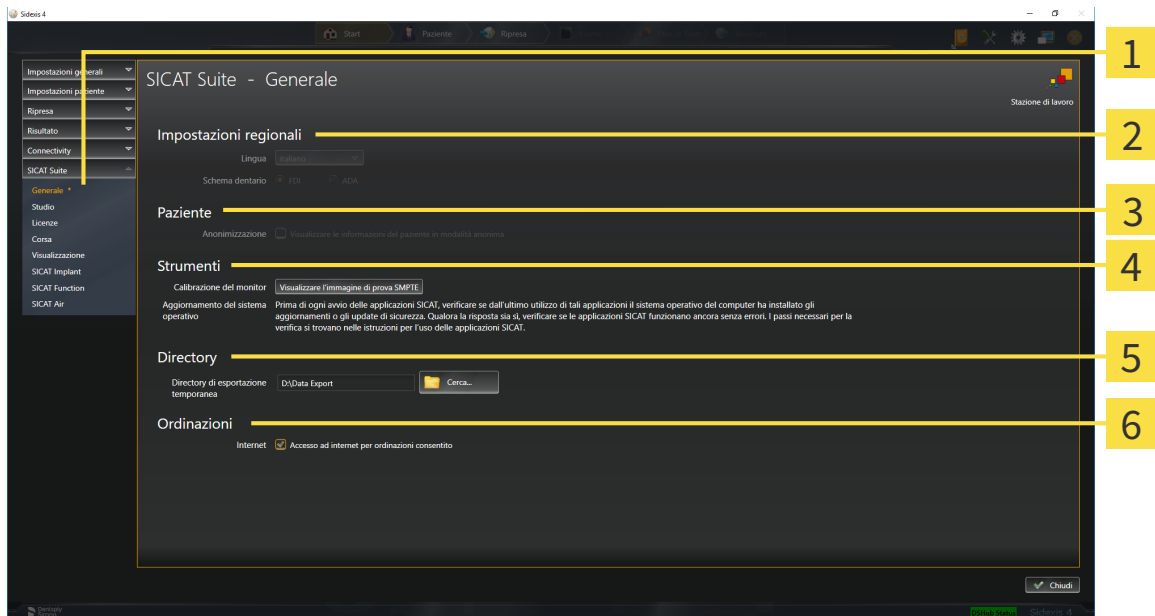 Sidexis 4
Start
Paziente
Ripresa
1
Impostazioni generali
Impostazioni paziente
Ripresa
Risultato
Connectivity
SICAT Suite
Generale *
Studio
Licenze
Corsa
Visualizzazione
SICAT Implant
SICAT Function
SICAT Air
SICAT Suite - Generale
Stazione di lavoro
Impostazioni regionali
2
Lingua
italiano
Schema dentario
FDI
ADA
Paziente
3
Anonimizzazione
Visualizzare le informazioni del paziente in modalità anonima
Strumenti
4
Calibrazione del monitor
Visualizzare l'immagine di prova SMPTE
Aggiornamento del sistema operativo
Prima di ogni avvio delle applicazioni SICAT, verificare se dall'ultimo utilizzo di tali applicazioni il sistema operativo del computer ha installato gli
aggiornamenti o gli update di sicurezza. Qualora la risposta sia sì, verificare se le applicazioni SICAT funzionano ancora senza errori. I passi necessari per la
verifica si trovano nelle istruzioni per l'uso delle applicazioni SICAT.
Directory
5
Directory di esportazione temporanea
D:\Data Export
Cerca...
Ordinazioni
6
Internet
Accesso ad internet per ordinazioni consentito
Chiudi
Dentsply
Sirona
DSHub Status
Sidexis 4